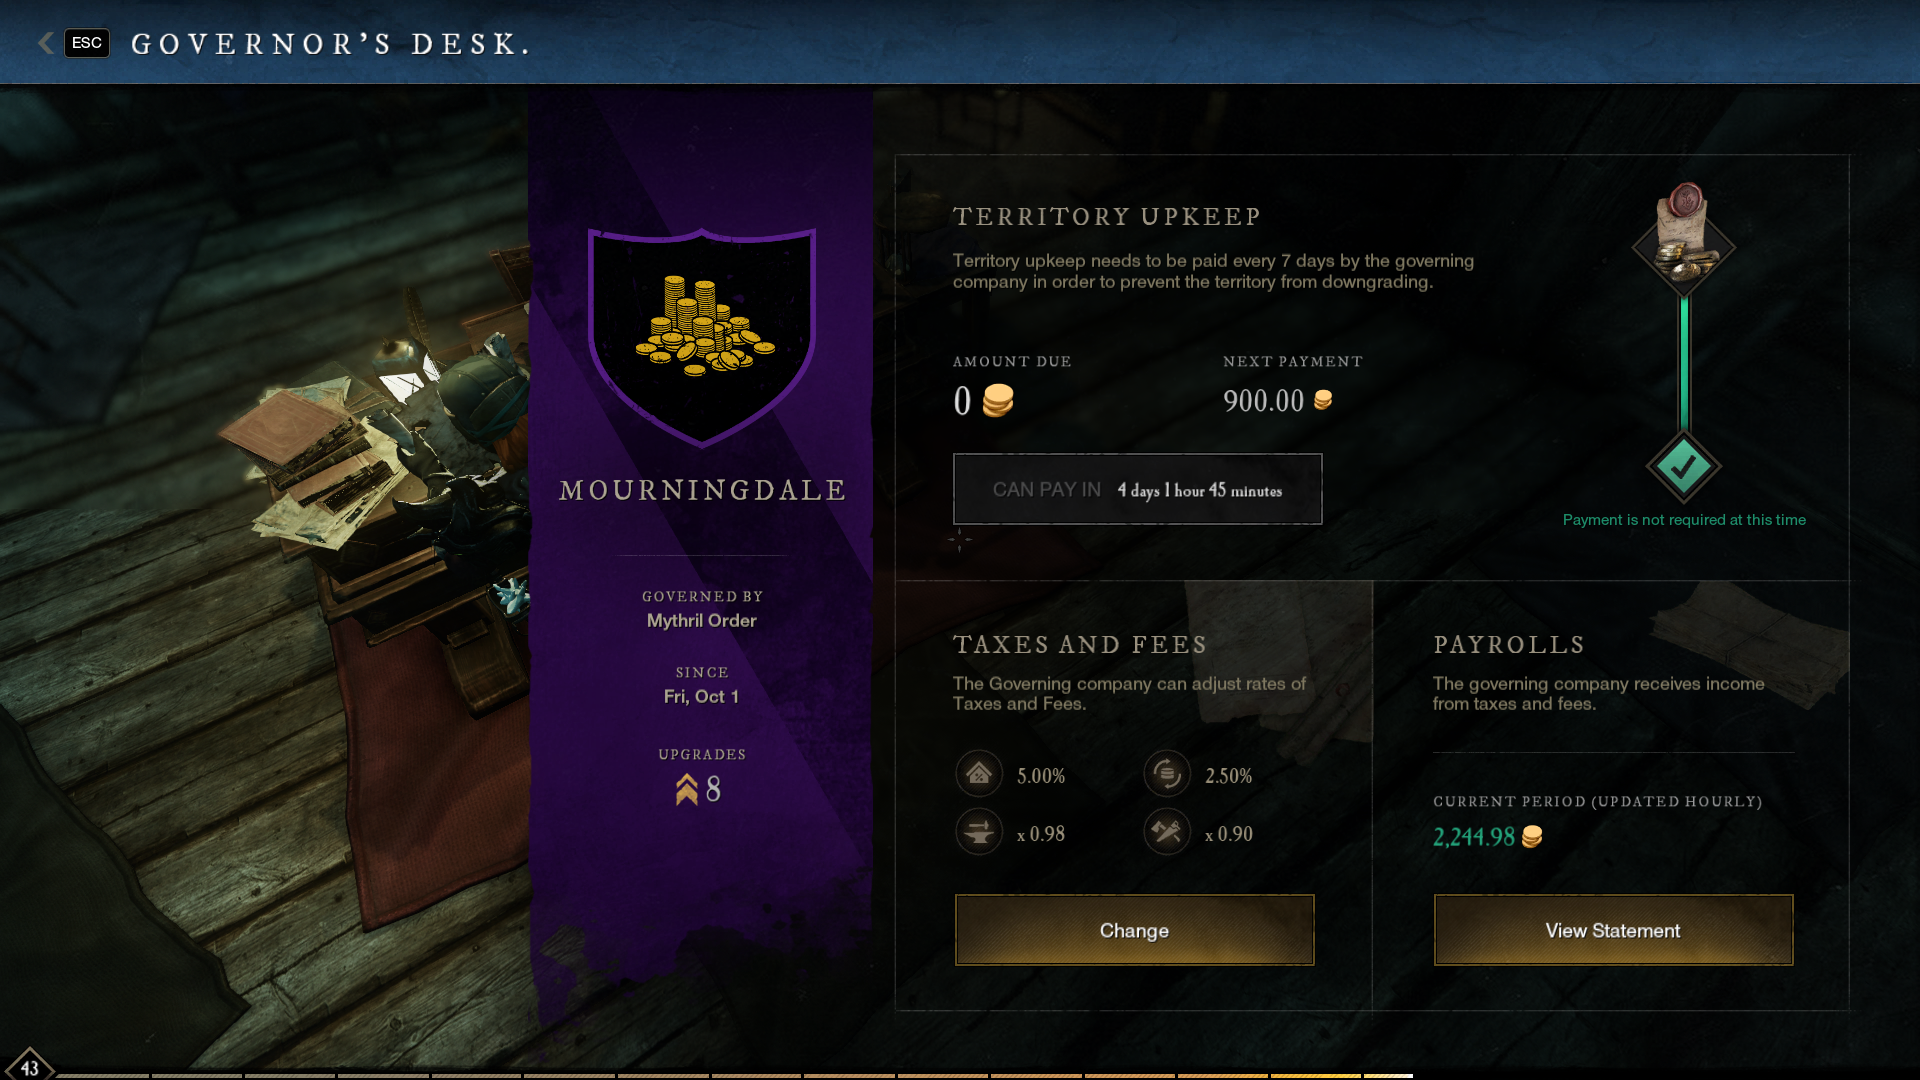 ESC GOVERNOR'S DESK.
MOURNINGDALE
GOVERNED BY
Mythril Order
SINCE
Fri, Oct 1
UPGRADES
8
TERRITORY UPKEEP
Territory upkeep needs to be paid every 7 days by the governing
company in order to prevent the territory from downgrading.
AMOUNT DUE
0
NEXT PAYMENT
900.00
CAN PAY IN 4 days 1 hour 45 minutes
Payment is not required at this time
TAXES AND FEES
The Governing company can adjust rates of
Taxes and Fees.
5.00% 2.50%
x 0.98 x 0.90
Change
PAYROLLS
The governing company receives income
from taxes and fees.
CURRENT PERIOD (UPDATED HOURLY)
2,244.98
View Statement
43